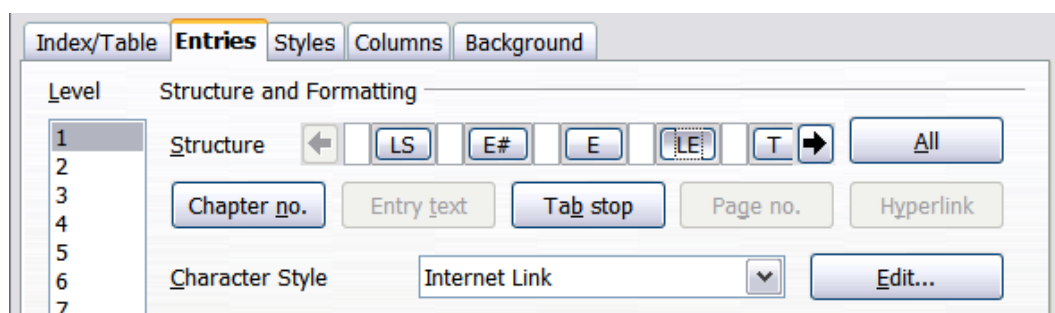 Index/Table Entries Styles Columns Background
Level Structure and Formatting
1
Structure LS E# E LE T All
2
3
Chapter no. Entry text Tab stop Page no. Hyperlink
4
5
Character Style Internet Link Edit...
6
7